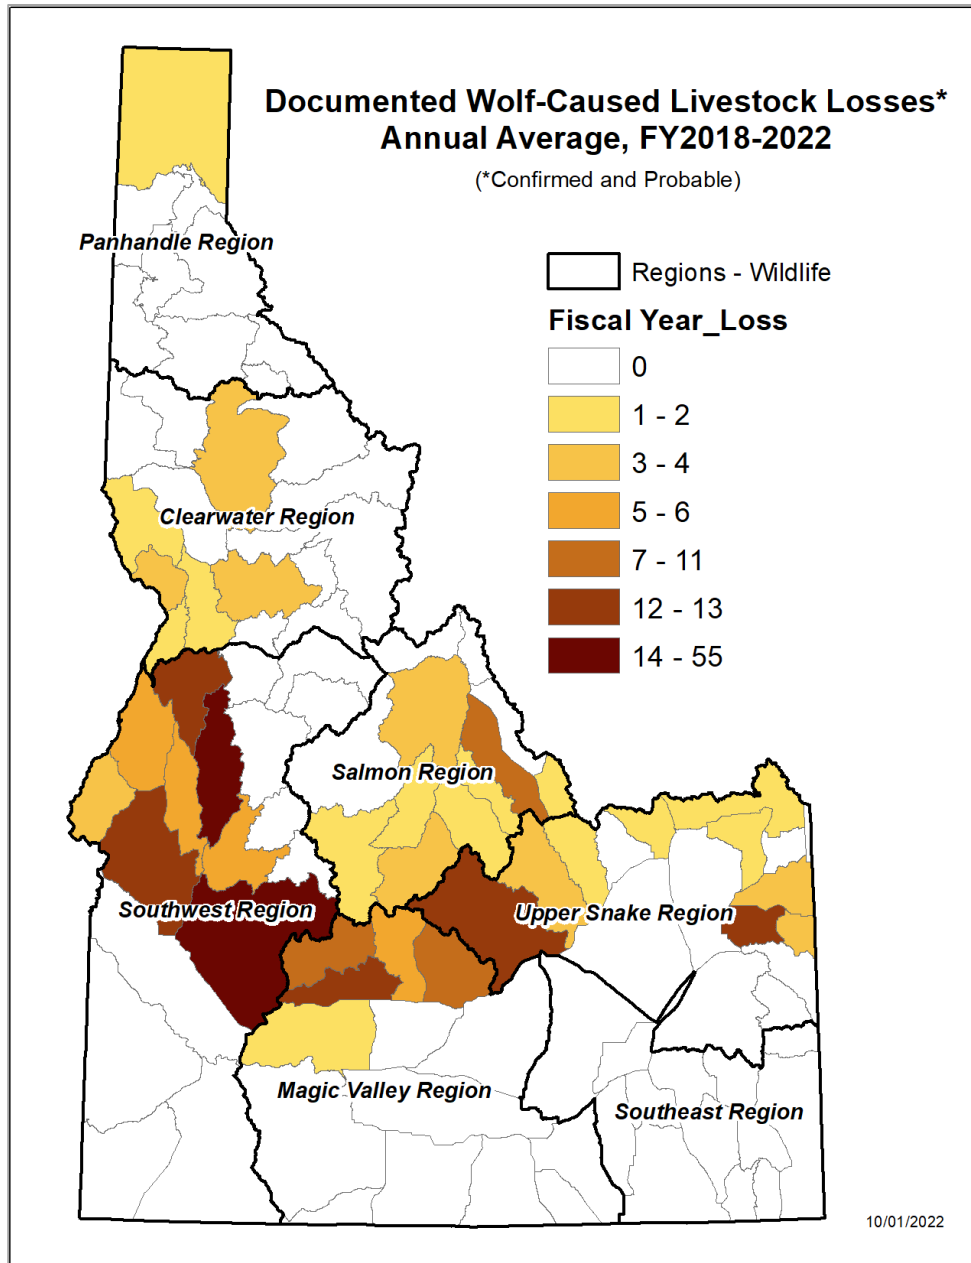 Documented Wolf-Caused Livestock Losses*
Annual Average, FY2018-2022
(*Confirmed and Probable)
Panhandle Region
Regions - Wildlife
Fiscal Year_Loss
0
1 - 2
3 - 4
5 - 6
7 - 11
12 - 13
14 - 55
Clearwater Region
Salmon Region
Southwest Region
Upper Snake Region
Magic Valley Region
Southeast Region
10/01/2022